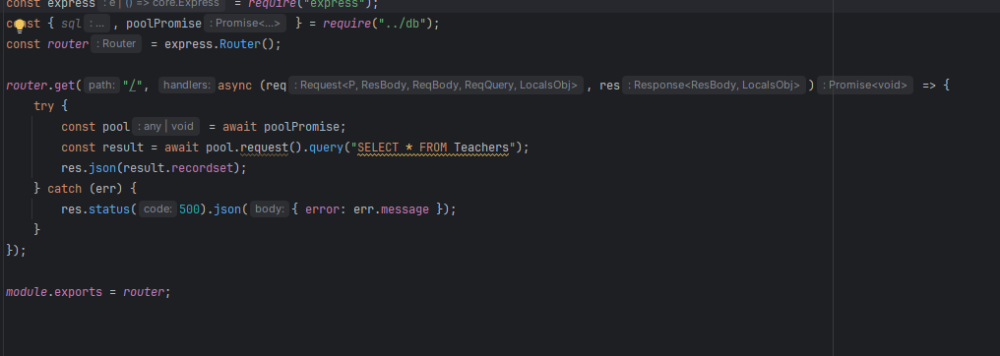 const express : e | () => core.Express = require("express");
const { sql : ... , poolPromise : Promise<...> } = require("../db");
const router : Router = express.Router();
router.get( path: "/", handlers: async (req : Request<P, ResBody, ReqBody, ReqQuery, LocalsObj> , res : Response<ResBody, LocalsObj> ) : Promise<void> => {
try {
const pool : any | void = await poolPromise;
const result = await pool.request().query("SELECT * FROM Teachers");
res.json(result.recordset);
} catch (err) {
res.status( code: 500).json( body: { error: err.message });
}
});
module.exports = router;